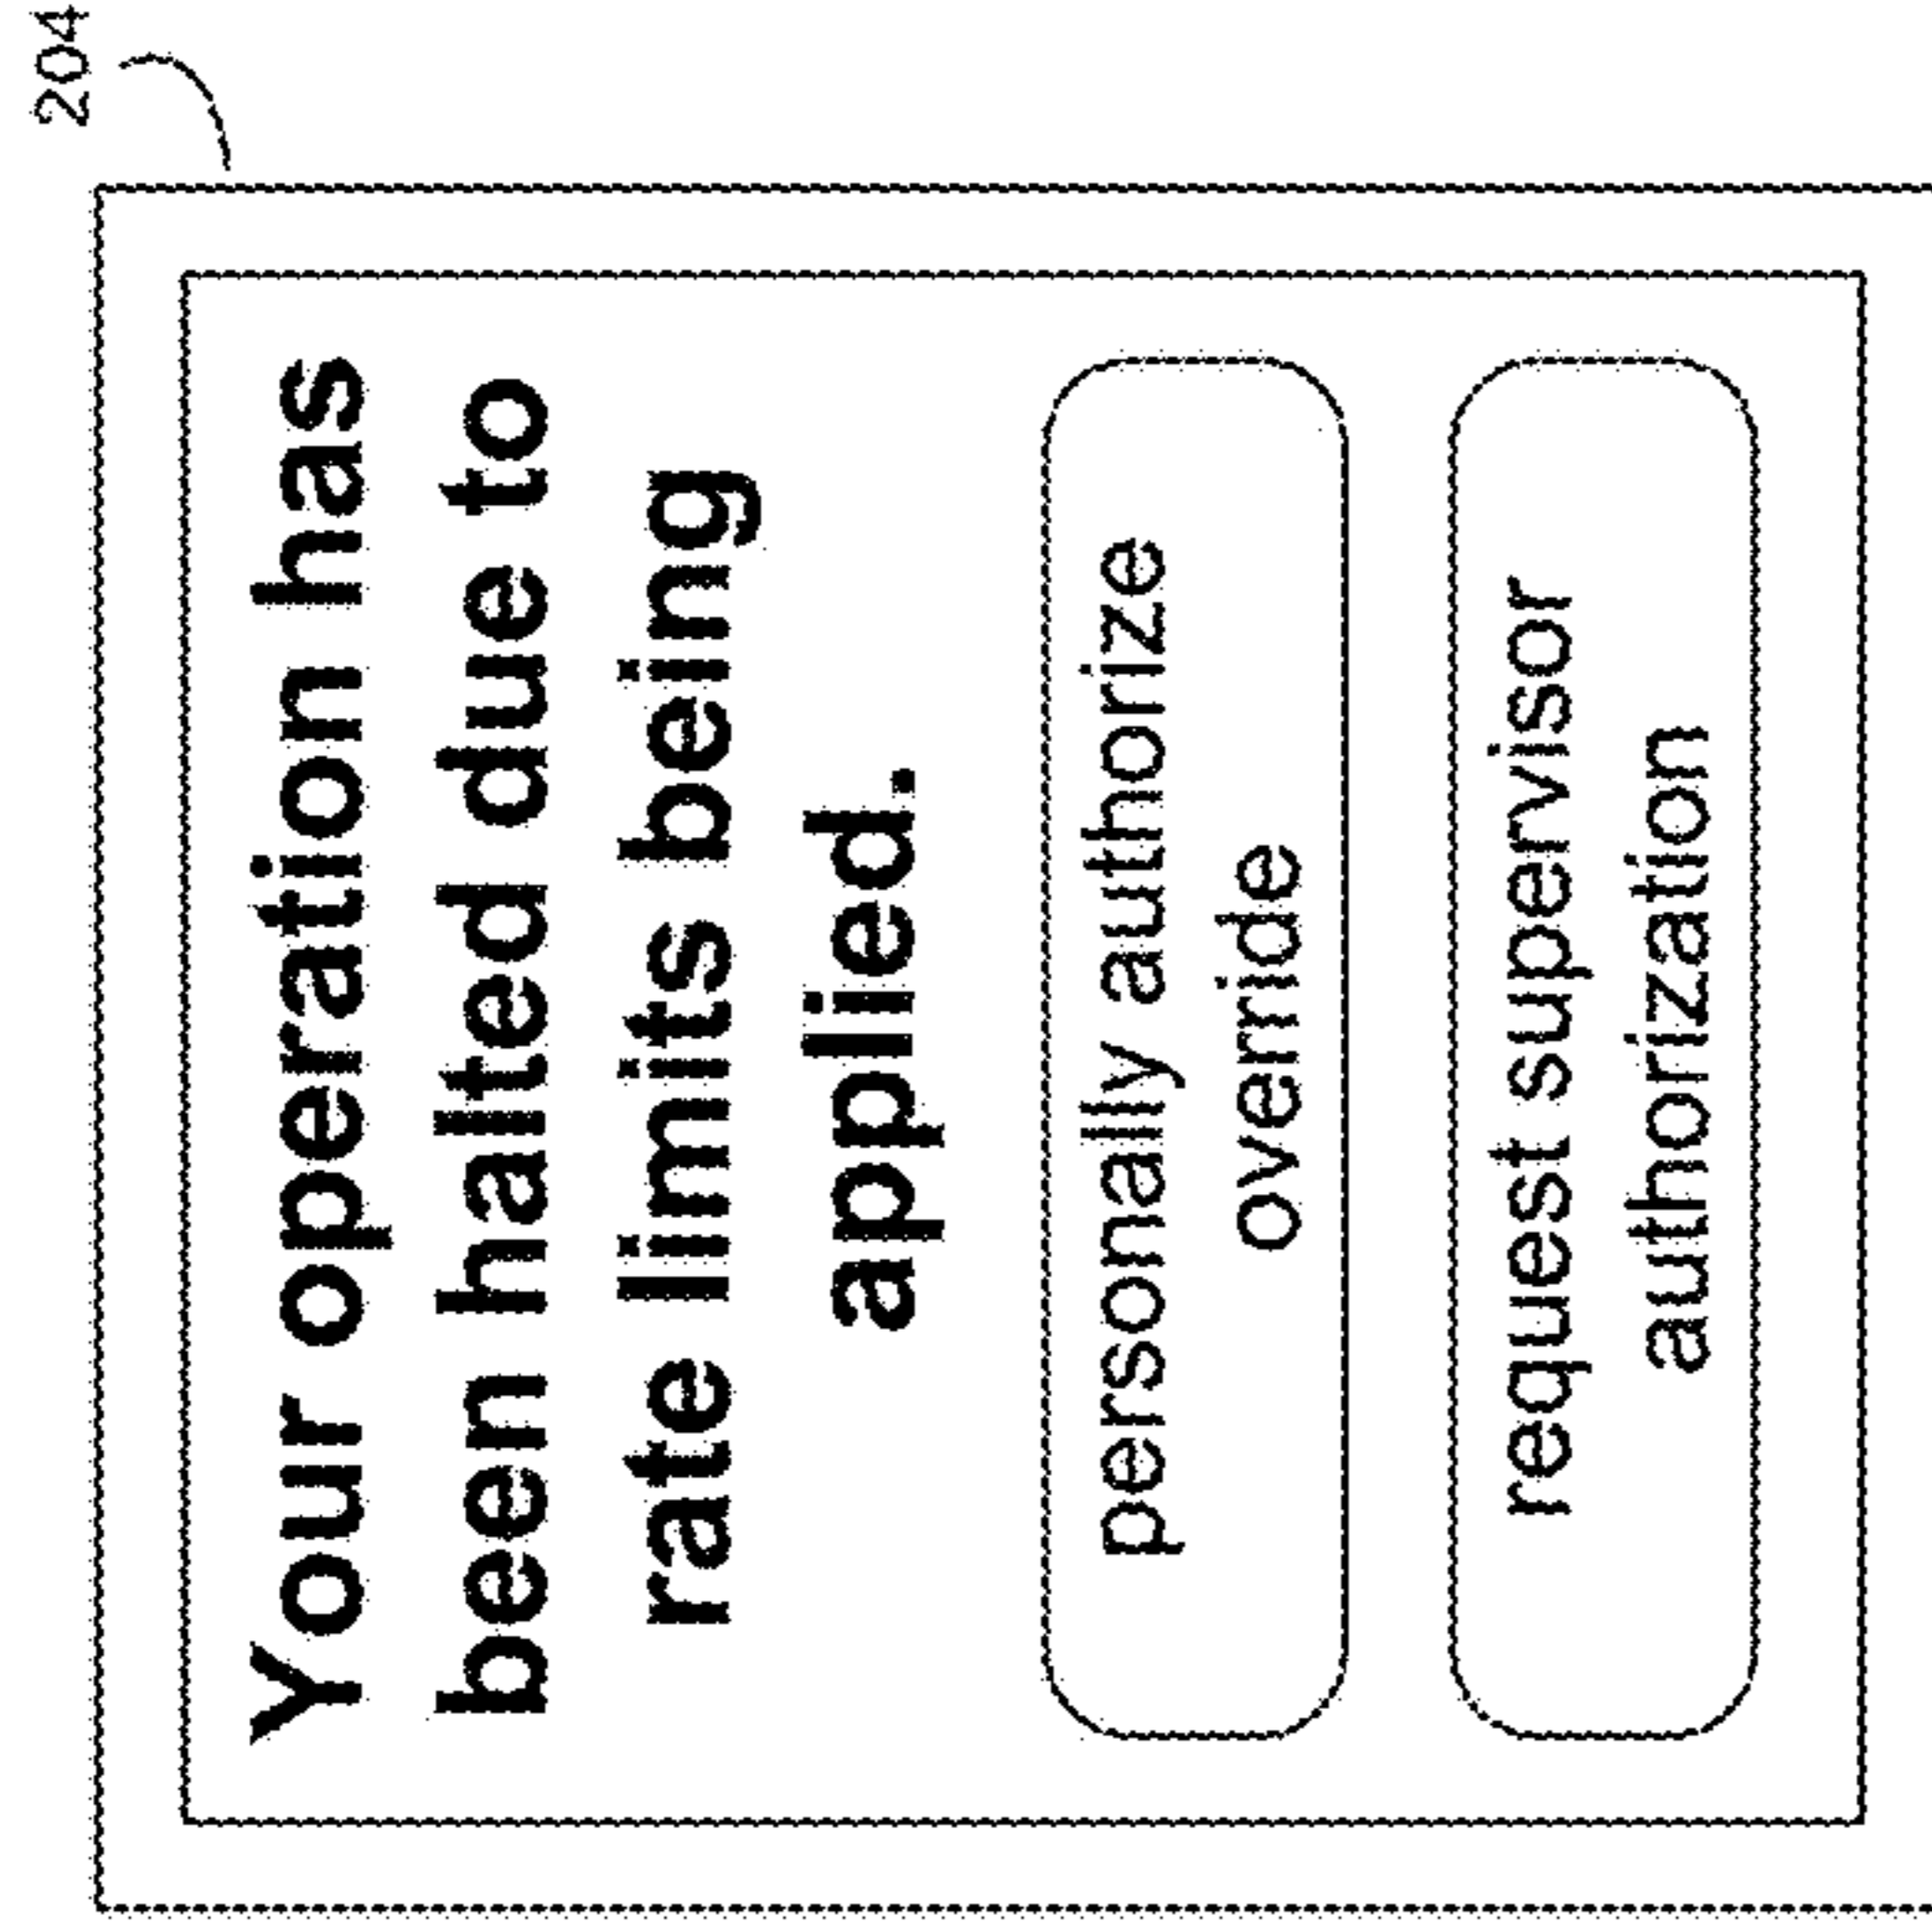 204
Your operation has
been halted due to
rate limits being
applied.
personally authorize
override
request supervisor
authorization